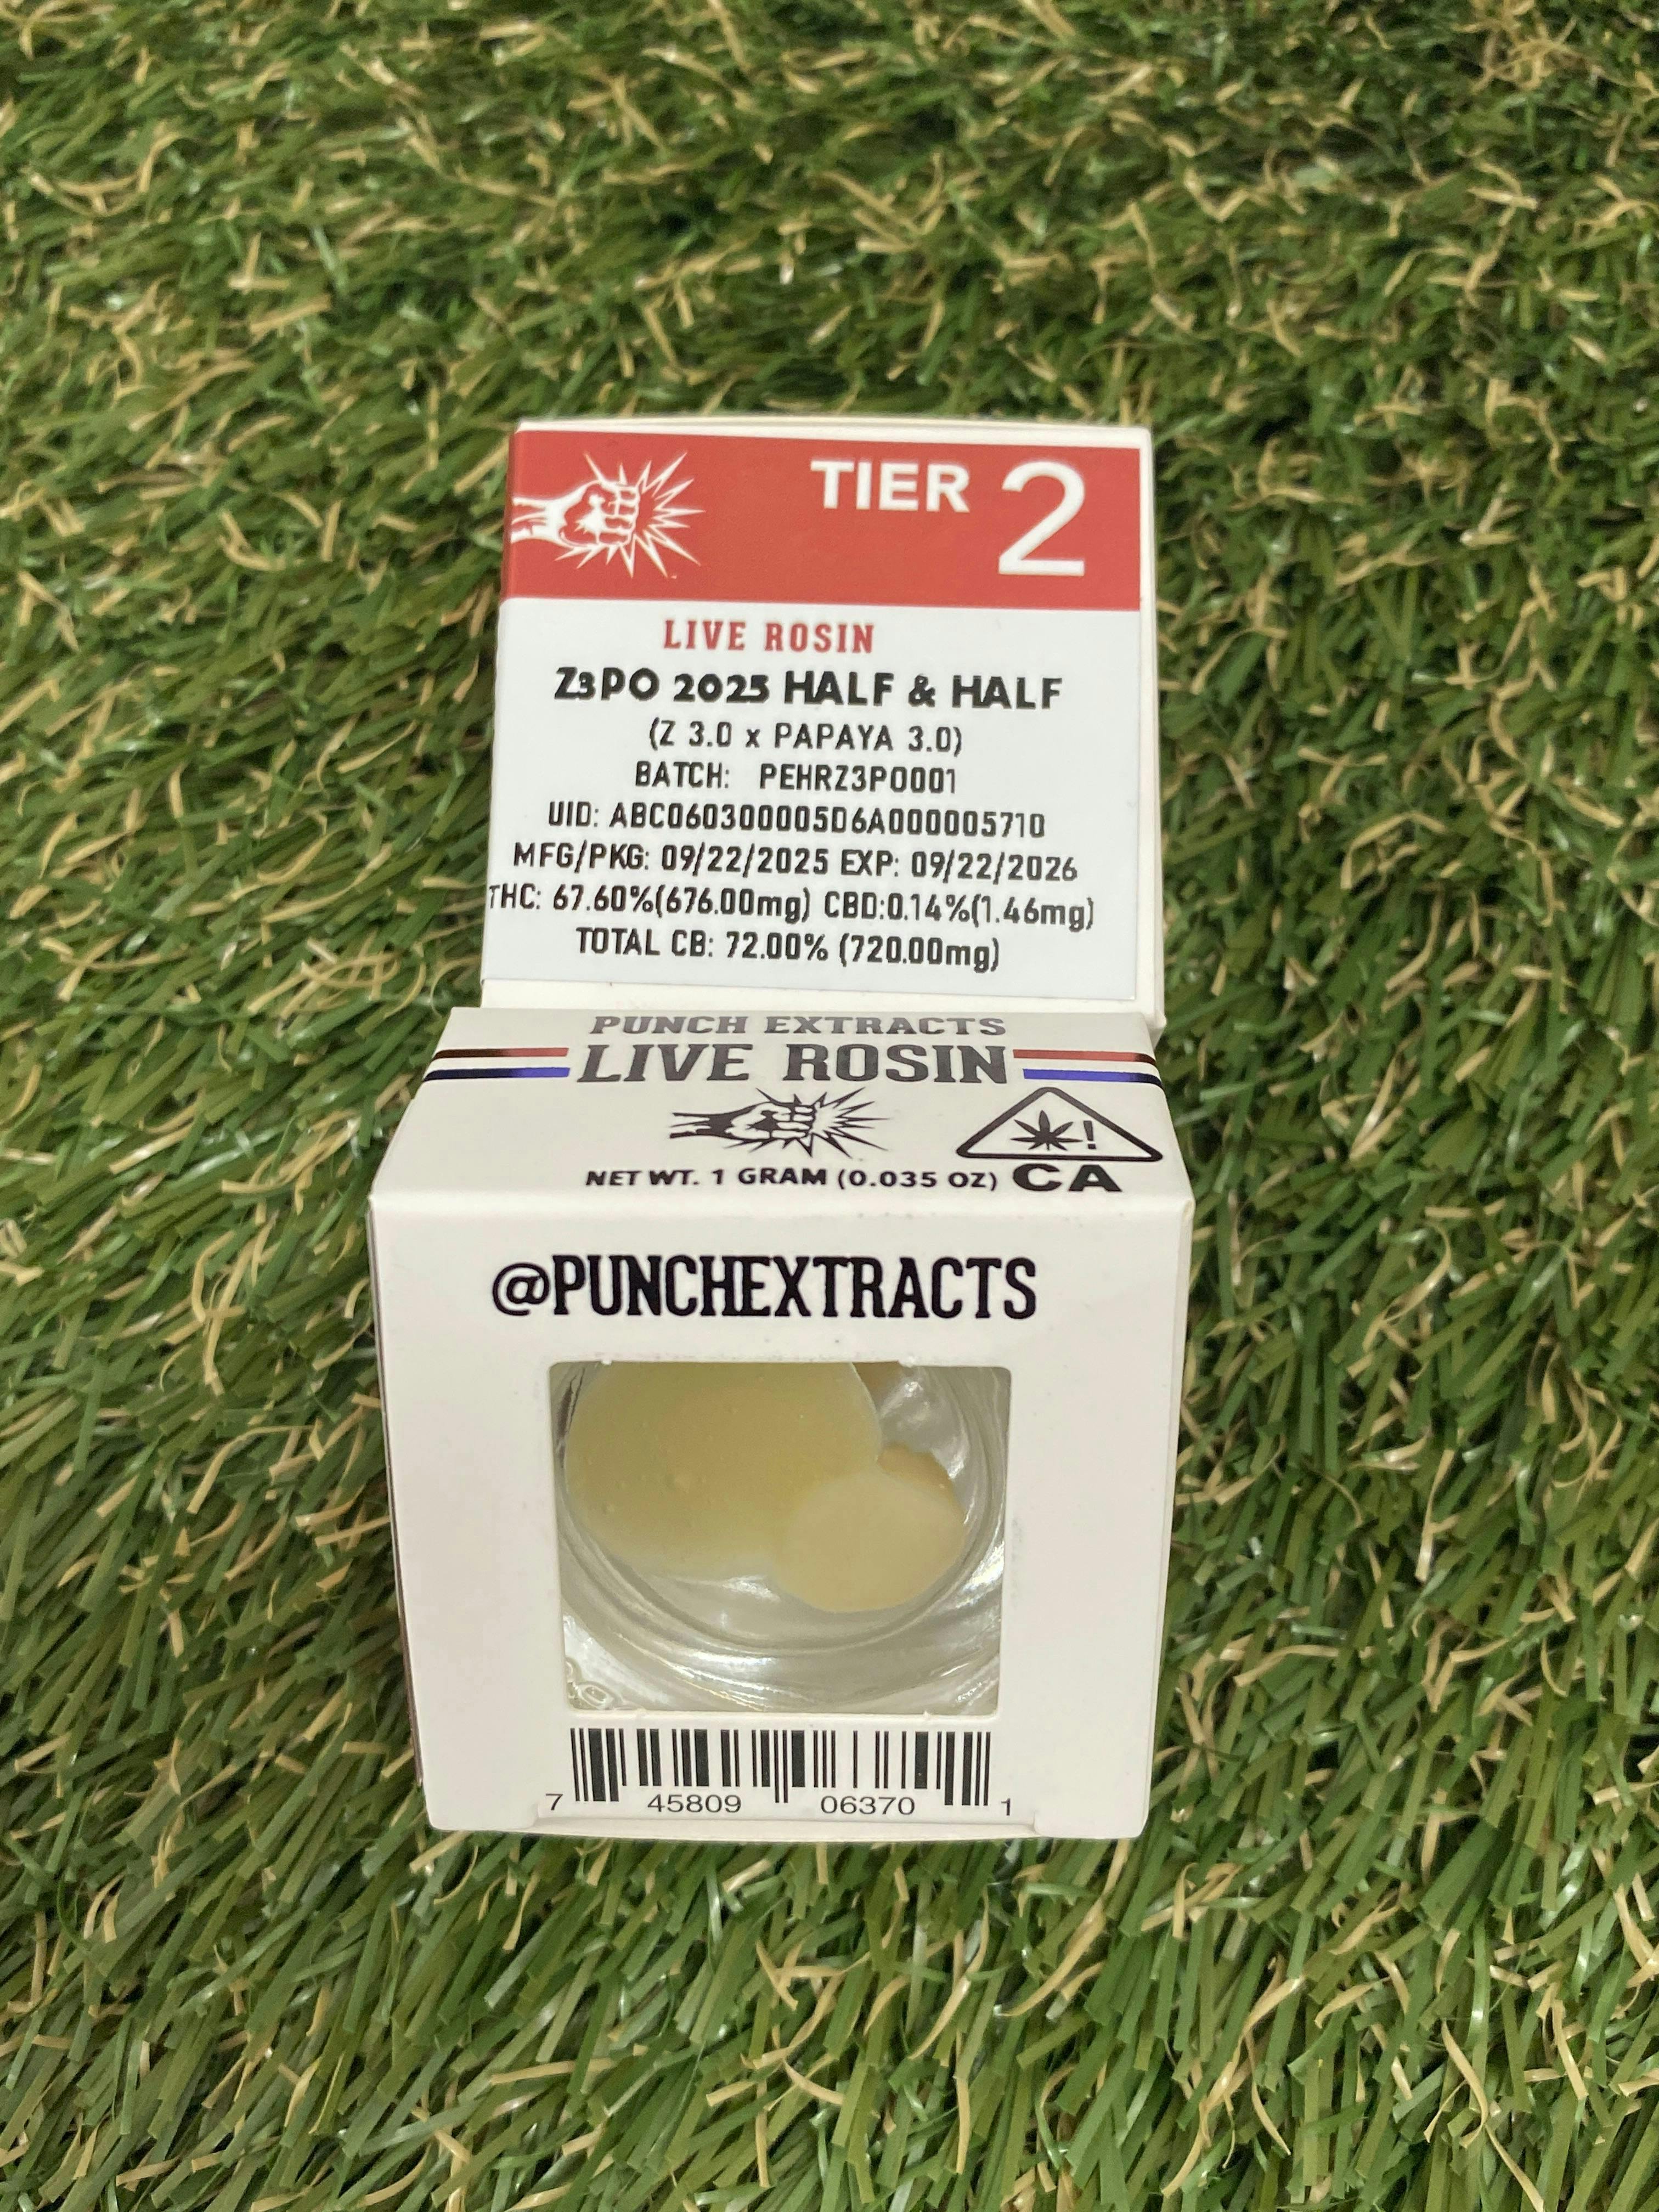 TIER 2
LIVE ROSIN
Z3PO 2025 HALF & HALF
(Z 3.0 x PAPAYA 3.0)
BATCH: PEHRZ3P0001
UID: ABC060300005D6A000005710
MFG/PKG: 09/22/2025 EXP: 09/22/2026
THC: 67.60%(676.00mg) CBD:0.14%(1.46mg)
TOTAL CB: 72.00% (720.00mg)
PUNCH EXTRACTS
LIVE ROSIN
!
NET WT. 1 GRAM (0.035 OZ) CA
@PUNCHEXTRACTS
7 45809 06370 1